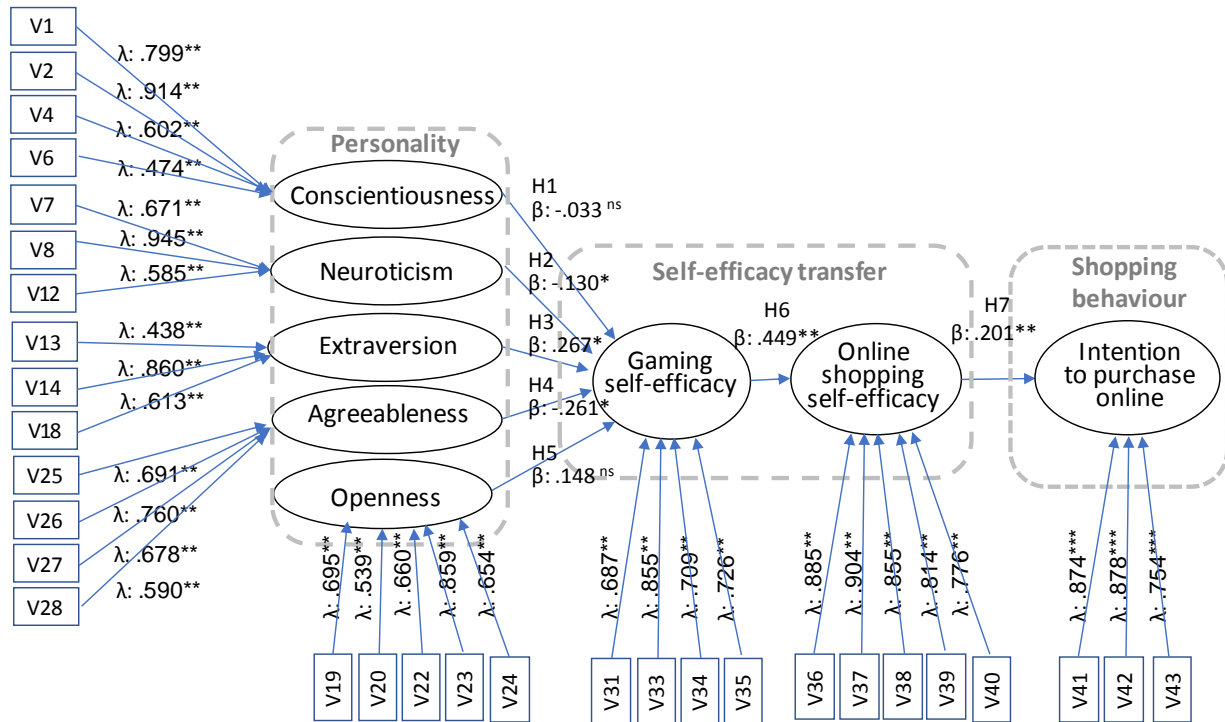 V1
λ: .799**
V2
λ: .914**
V4
λ: .602**
V6
λ: .474**
V7
λ: .671**
V8
λ: .945**
V12
λ: .585**
V13
λ: .438**
V14
λ: .860**
V18
λ: .613**
V25
λ: .691**
V26
λ: .760**
V27
λ: .678**
V28
λ: .590**
Personality
Conscientiousness
Neuroticism
Extraversion
Agreeableness
Openness
H1
β: -.033 ns
H2
β: -.130*
H3
β: .267*
H4
β: -.261*
H5
β: .148 ns
Self-efficacy transfer
Gaming
self-efficacy
H6
β: .449**
Online
shopping
self-efficacy
H7
β: .201**
Shopping
behaviour
Intention
to purchase
online
λ: .695**
λ: .539**
λ: .660**
λ: .859**
λ: .654**
V19
V20
V22
V23
V24
λ: .687**
λ: .855**
λ: .709**
λ: .726**
V31
V33
V34
V35
λ: .885**
λ: .904**
λ: .855**
λ: .814**
λ: .776**
V36
V37
V38
V39
V40
λ: .874***
λ: .878***
λ: .754***
V41
V42
V43